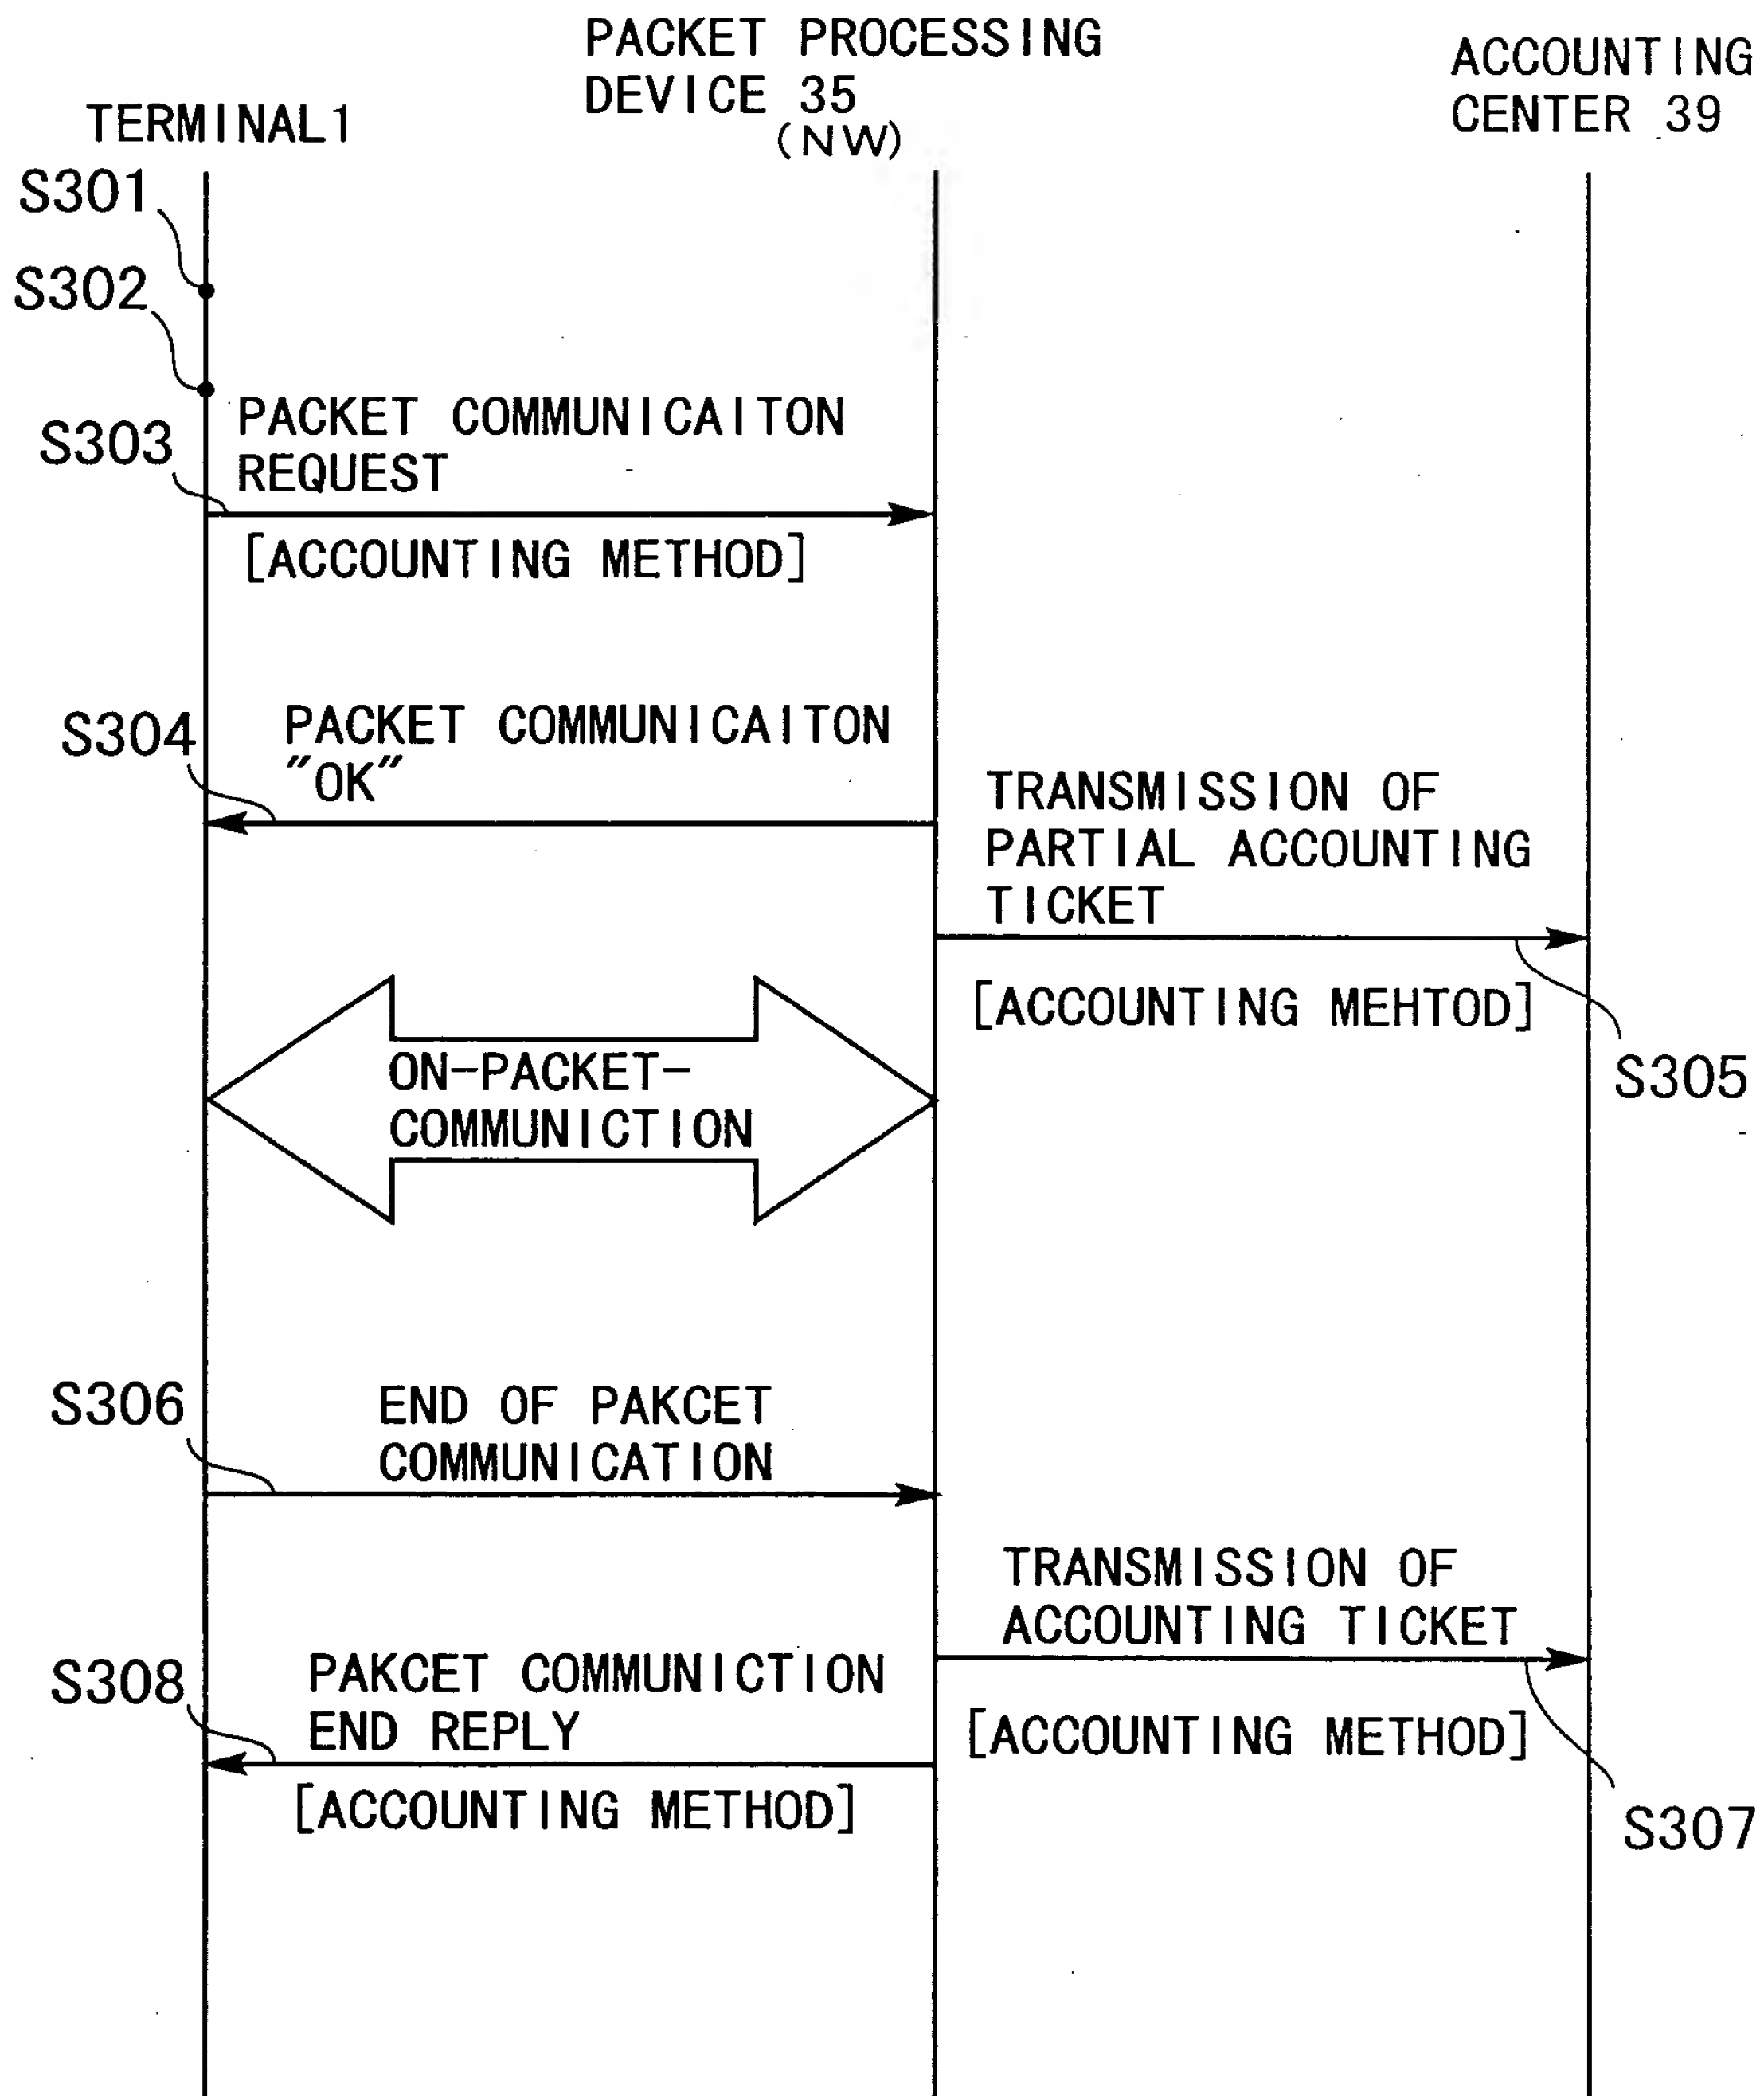 PACKET PROCESSING
DEVICE 35
(NW)
ACCOUNTING
CENTER 39
TERMINAL1
S301
S302
S303
PACKET COMMUNICAITON
REQUEST
[ACCOUNTING METHOD]
S304
PACKET COMMUNICAITON
"OK"
TRANSMISSION OF
PARTIAL ACCOUNTING
TICKET
[ACCOUNTING MEHTOD]
S305
ON-PACKET-
COMMUNICTION
S306
END OF PAKCET
COMMUNICATION
TRANSMISSION OF
ACCOUNTING TICKET
[ACCOUNTING METHOD]
S307
S308
PAKCET COMMUNICTION
END REPLY
[ACCOUNTING METHOD]